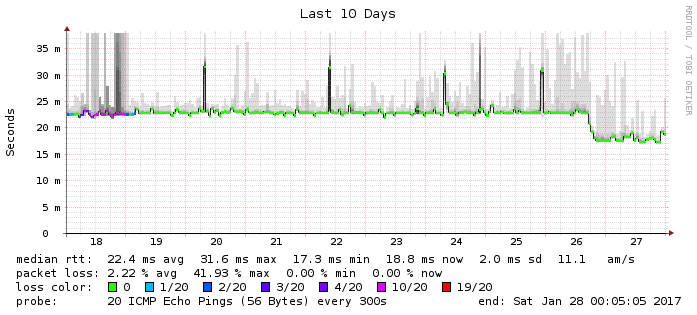 Last 10 Days
RRDTOOL / TOBI OETIKER
Seconds
35 m
30 m
25 m
20 m
15 m
10 m
5 m
0
18 19 20 21 22 23 24 25 26 27
median rtt: 22.4 ms avg 31.6 ms max 17.3 ms min 18.8 ms now 2.0 ms sd 11.1 am/s
packet loss: 2.22 % avg 41.93 % max 0.00 % min 0.00 % now
loss color: 0 1/20 2/20 3/20 4/20 10/20 19/20
probe: 20 ICMP Echo Pings (56 Bytes) every 300s end: Sat Jan 28 00:05:05 2017